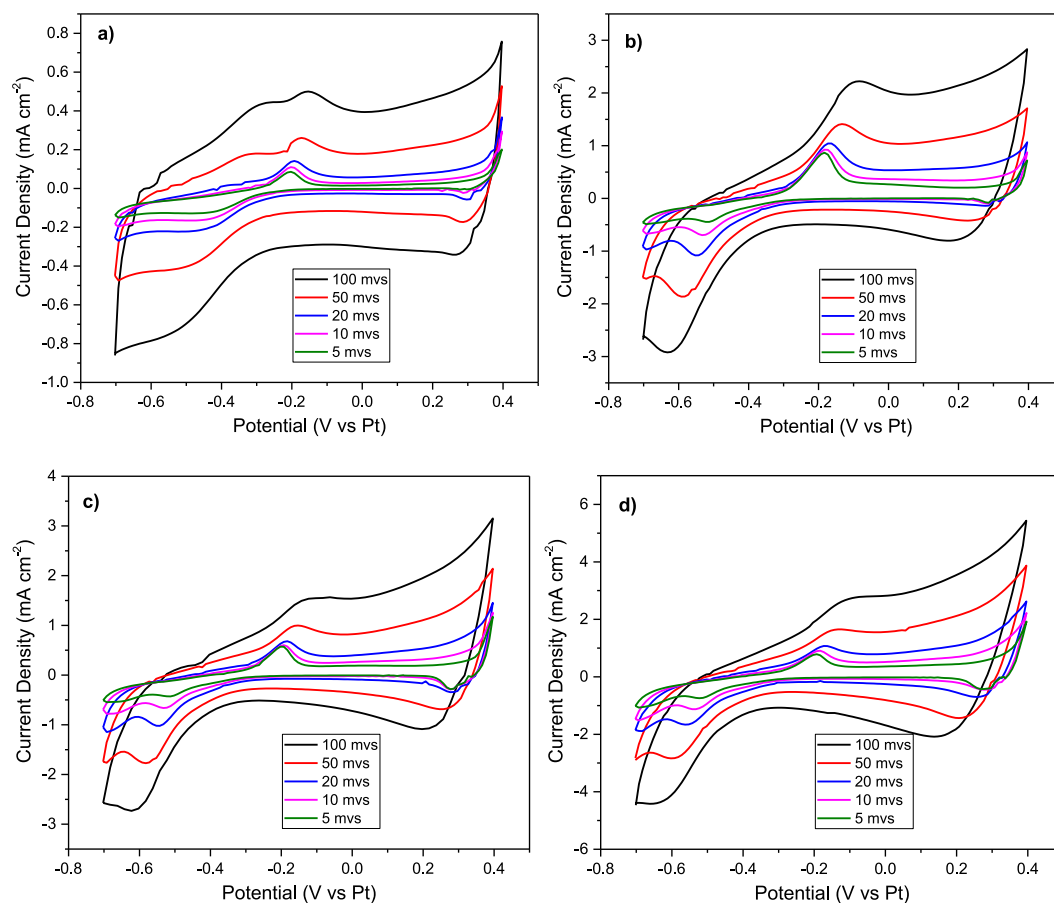 a)
Current Density (mA cm-2)
0.8
0.6
0.4
0.2
0.0
-0.2
-0.4
-0.6
-0.8
-1.0
100 mvs
50 mvs
20 mvs
10 mvs
5 mvs
-0.8 -0.6 -0.4 -0.2 0.0 0.2 0.4
Potential (V vs Pt)
b)
Current Density (mA cm-2)
3
2
1
0
-1
-2
-3
100 mvs
50 mvs
20 mvs
10 mvs
5 mvs
-0.8 -0.6 -0.4 -0.2 0.0 0.2 0.4
Potential (V vs Pt)
c)
Current Density (mA cm-2)
4
3
2
1
0
-1
-2
-3
100 mvs
50 mvs
20 mvs
10 mvs
5 mvs
-0.8 -0.6 -0.4 -0.2 0.0 0.2 0.4
Potential (V vs Pt)
d)
Current Density (mA cm-2)
6
4
2
0
-2
-4
-6
100 mvs
50 mvs
20 mvs
10 mvs
5 mvs
-0.8 -0.6 -0.4 -0.2 0.0 0.2 0.4
Potential (V vs Pt)